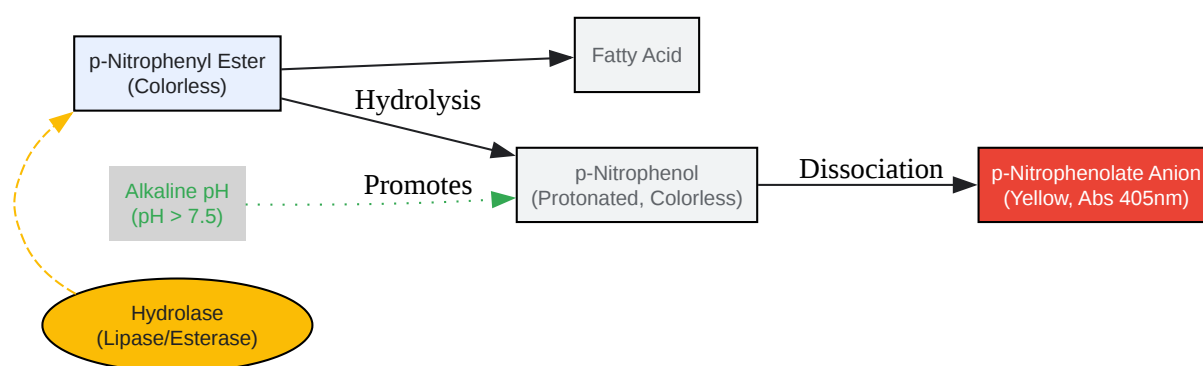 p-Nitrophenyl Ester
(Colorless)
Fatty Acid
Hydrolysis
p-Nitrophenol
(Protonated, Colorless)
Dissociation
p-Nitrophenolate Anion
(Yellow, Abs 405nm)
Alkaline pH
(pH > 7.5)
Promotes
Hydrolase
(Lipase/Esterase)